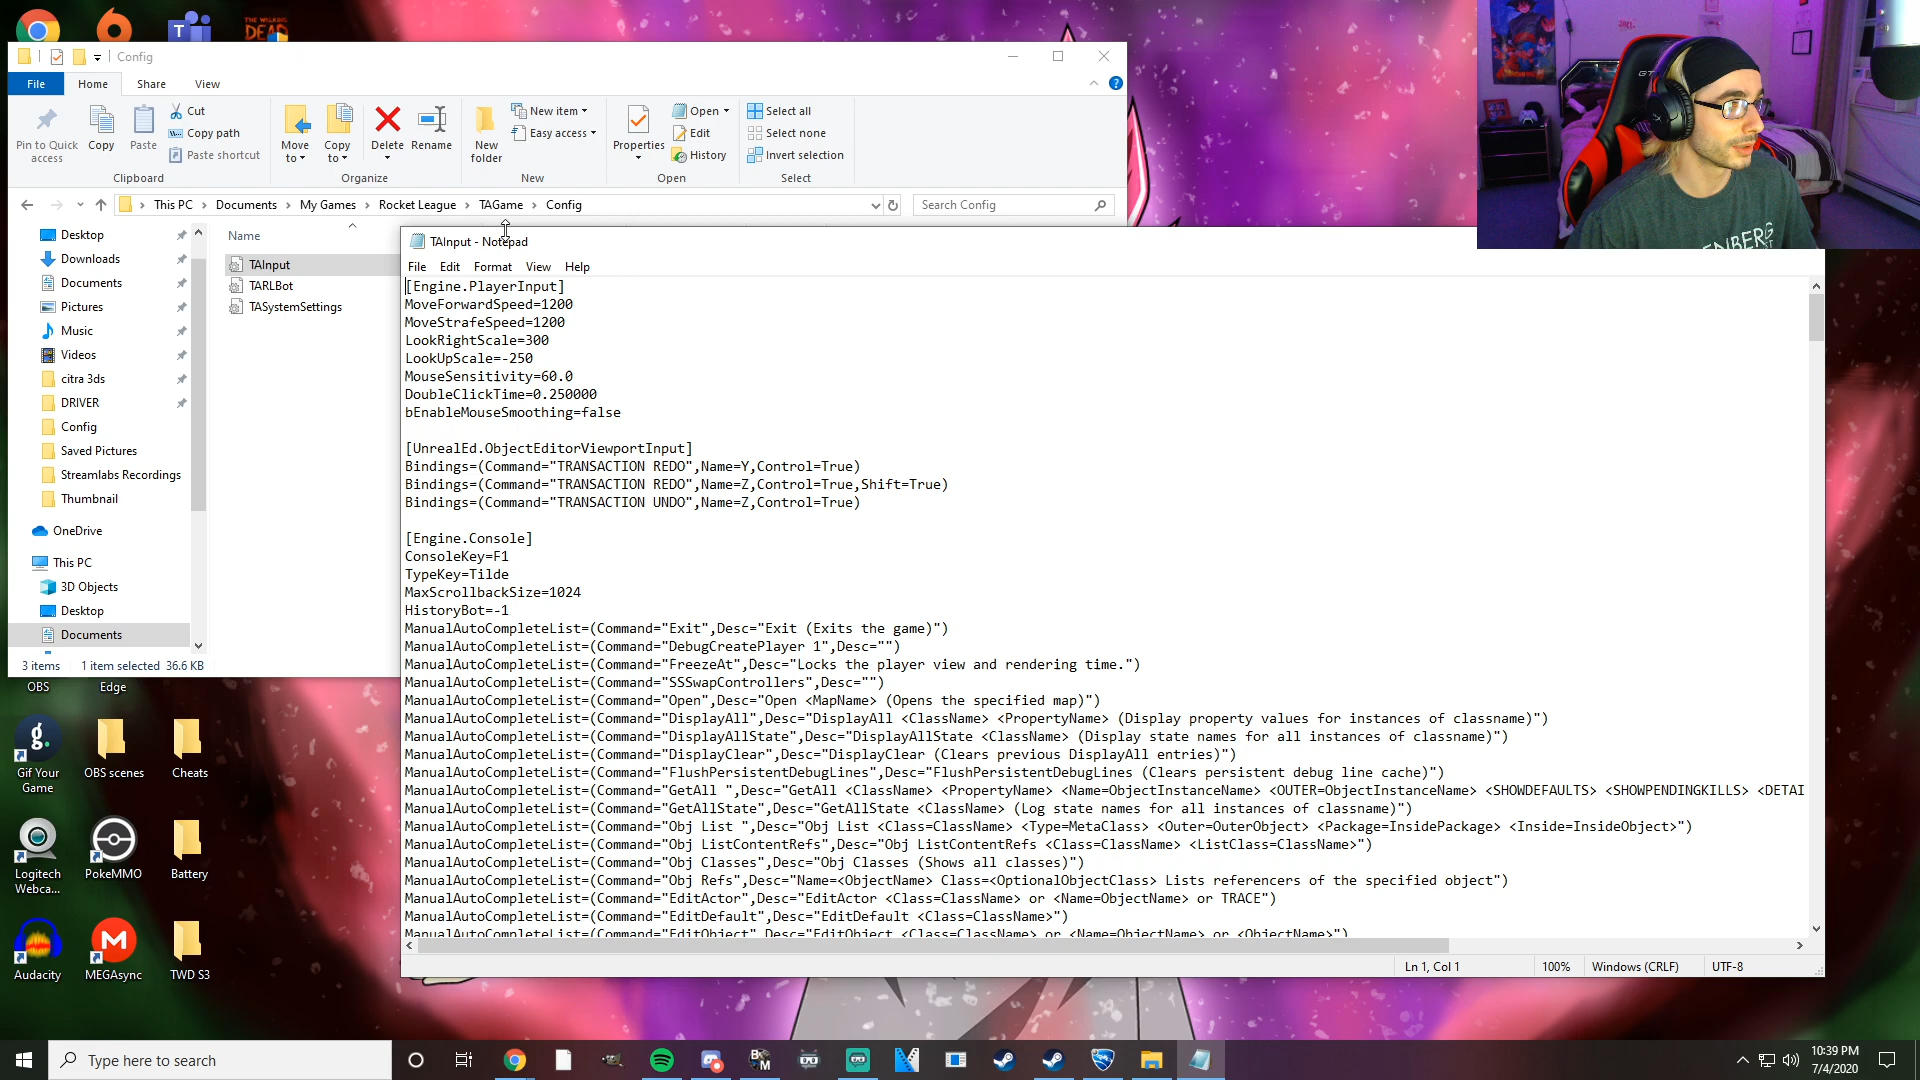 THE WALKING
DEAD
Config
File
Home
Share
View
Pin to Quick
access
Copy
Paste
Cut
Copy path
Paste shortcut
Move
to
Copy
to
Delete
Rename
New
folder
New item
Easy access
Properties
Open
Edit
History
Select all
Select none
Invert selection
Clipboard
Organize
New
Open
Select
This PC > Documents > My Games > Rocket League > TAGame > Config
Search Config
Desktop
Downloads
Documents
Pictures
Music
Videos
citra 3ds
DRIVER
Config
Saved Pictures
Streamlabs Recordings
Thumbnail
OneDrive
This PC
3D Objects
Desktop
Documents
Name
TAInput
TARLBot
TASystemSettings
3 items 1 item selected 36.6 KB
TAInput - Notepad
File Edit Format View Help
[Engine.PlayerInput]
MoveForwardSpeed=1200
MoveStrafeSpeed=1200
LookRightScale=300
LookUpScale=-250
MouseSensitivity=60.0
DoubleClickTime=0.250000
bEnableMouseSmoothing=false
[UnrealEd.ObjectEditorViewportInput]
Bindings=(Command="TRANSACTION REDO",Name=Y,Control=True)
Bindings=(Command="TRANSACTION REDO",Name=Z,Control=True,Shift=True)
Bindings=(Command="TRANSACTION UNDO",Name=Z,Control=True)
[Engine.Console]
ConsoleKey=F1
TypeKey=Tilde
MaxScrollbackSize=1024
HistoryBot=-1
ManualAutoCompleteList=(Command="Exit",Desc="Exit (Exits the game)")
ManualAutoCompleteList=(Command="DebugCreatePlayer 1",Desc="")
ManualAutoCompleteList=(Command="FreezeAt",Desc="Locks the player view and rendering time.")
ManualAutoCompleteList=(Command="SSSwapControllers",Desc="")
ManualAutoCompleteList=(Command="Open",Desc="Open <MapName> (Opens the specified map)")
ManualAutoCompleteList=(Command="DisplayAll",Desc="DisplayAll <ClassName> <PropertyName> (Display property values for instances of classname)")
ManualAutoCompleteList=(Command="DisplayAllState",Desc="DisplayAllState <ClassName> (Display state names for all instances of classname)")
ManualAutoCompleteList=(Command="DisplayClear",Desc="DisplayClear (Clears previous DisplayAll entries)")
ManualAutoCompleteList=(Command="FlushPersistentDebugLines",Desc="FlushPersistentDebugLines (Clears persistent debug line cache)")
ManualAutoCompleteList=(Command="GetAll ",Desc="GetAll <ClassName> <PropertyName> <Name=ObjectInstanceName> <OUTER=ObjectInstanceName> <SHOWDEFAULTS> <SHOWPENDINGKILLS> <DETAI
ManualAutoCompleteList=(Command="GetAllState",Desc="GetAllState <ClassName> (Log state names for all instances of classname)")
ManualAutoCompleteList=(Command="Obj List ",Desc="Obj List <Class=ClassName> <Type=MetaClass> <Outer=OuterObject> <Package=InsidePackage> <Inside=InsideObject>")
ManualAutoCompleteList=(Command="Obj ListContentRefs",Desc="Obj ListContentRefs <Class=ClassName> <ListClass=ClassName>")
ManualAutoCompleteList=(Command="Obj Classes",Desc="Obj Classes (Shows all classes)")
ManualAutoCompleteList=(Command="Obj Refs",Desc="Name=<ObjectName> Class=<OptionalObjectClass> Lists referencers of the specified object")
ManualAutoCompleteList=(Command="EditActor",Desc="EditActor <Class=ClassName> or <Name=ObjectName> or TRACE")
ManualAutoCompleteList=(Command="EditDefault",Desc="EditDefault <Class=ClassName>")
ManualAutoCompleteList=(Command="EditObject",Desc="EditObject <Class=ClassName> or <Name=ObjectName> or <ObjectName>")
Ln 1, Col 1
100%
Windows (CRLF)
UTF-8
ENBERG
OBS
Edge
Gif Your
Game
OBS scenes
Cheats
Logitech
Webca...
PokeMMO
Battery
Audacity
MEGAsync
TWD S3
Type here to search
10:39 PM
7/4/2020